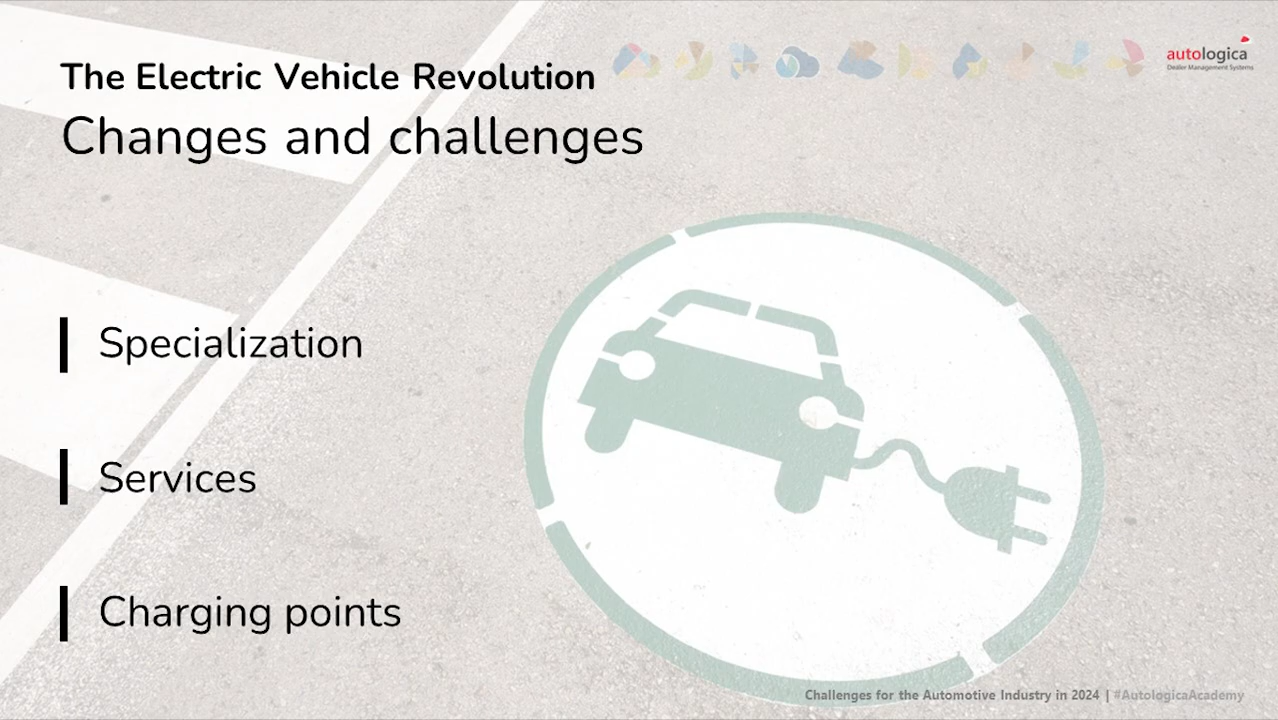 The Electric Vehicle Revolution
Changes and challenges
autologica
Dealer Management Systems
Specialization
Services
Charging points
Challenges for the Automotive Industry in 2024 | #AutologicaAcademy